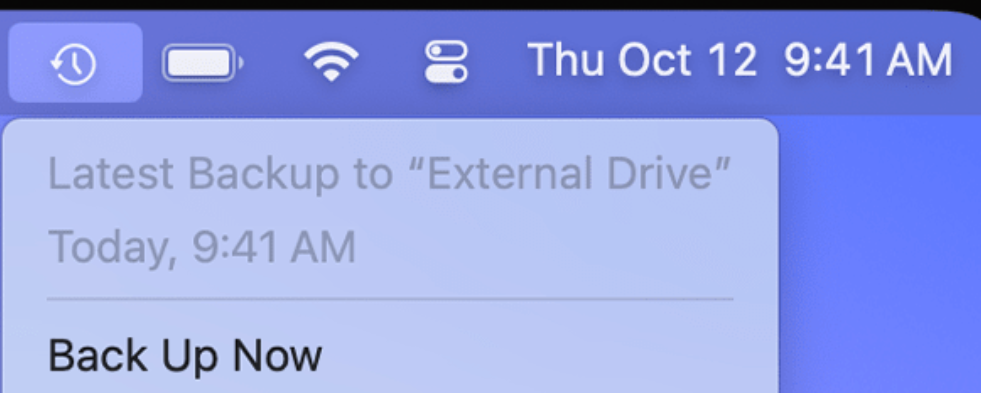 Thu Oct 12 9:41 AM
Latest Backup to “External Drive”
Today, 9:41 AM
Back Up Now